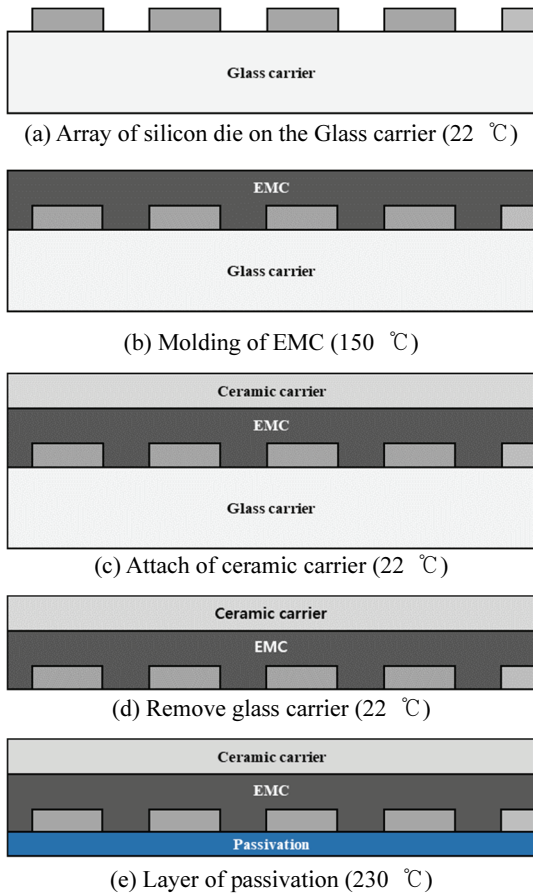 Glass carrier
(a) Array of silicon die on the Glass carrier (22 ℃)
EMC
Glass carrier
(b) Molding of EMC (150 ℃)
Ceramic carrier
EMC
Glass carrier
(c) Attach of ceramic carrier (22 ℃)
Ceramic carrier
EMC
(d) Remove glass carrier (22 ℃)
Ceramic carrier
EMC
Passivation
(e) Layer of passivation (230 ℃)